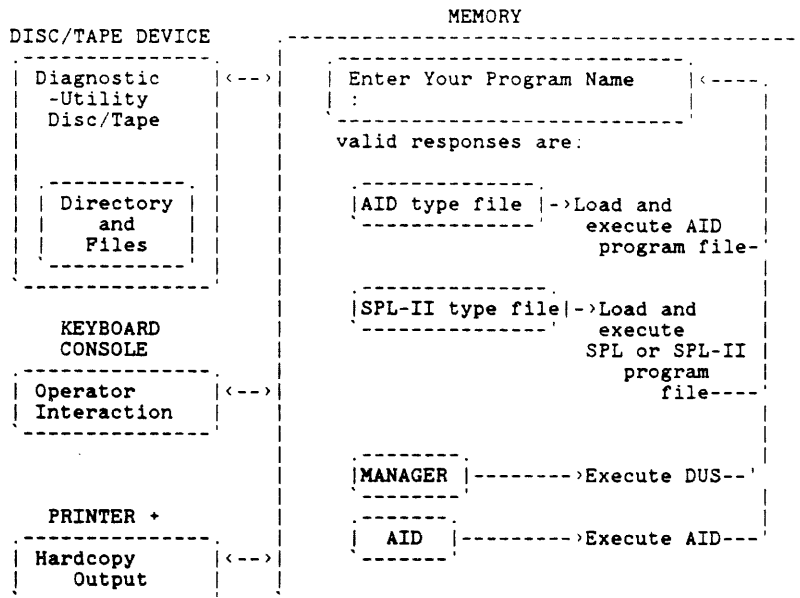 MEMORY
DISC/TAPE DEVICE
Diagnostic <--> Enter Your Program Name <----
-Utility :
Disc/Tape
valid responses are:
Directory AID type file ->Load and
and execute AID
Files program file-
SPL-II type file ->Load and
KEYBOARD execute
CONSOLE SPL or SPL-II
program
Operator <--> file----
Interaction
MANAGER -------->Execute DUS--
PRINTER +
AID --------->Execute AID---
Hardcopy <-->
Output